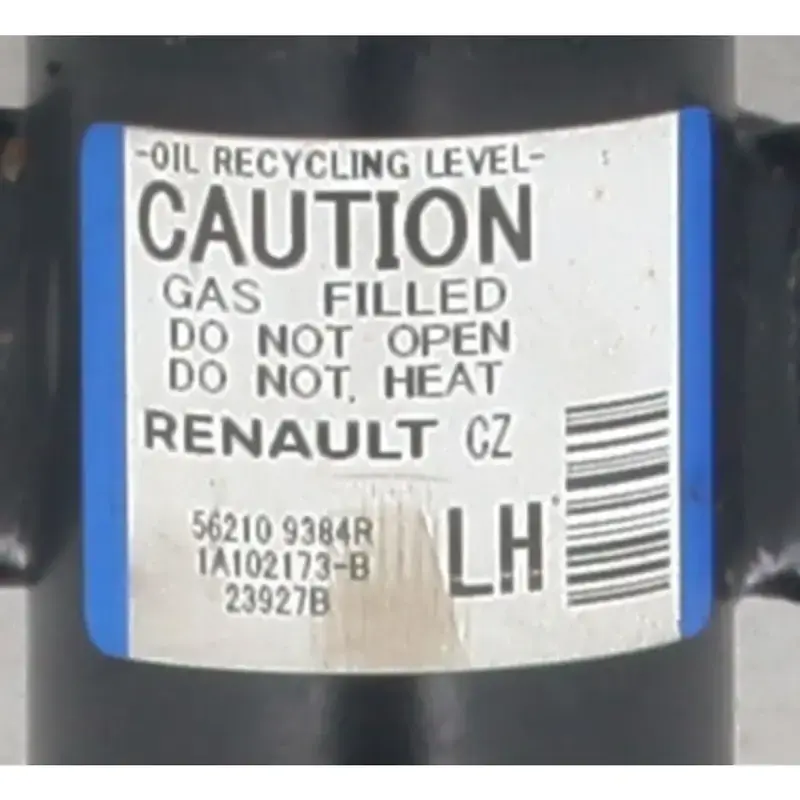 -OIL RECYCLING LEVEL-
CAUTION
GAS FILLED
DO NOT OPEN
DO NOT HEAT
RENAULT CZ
56210 9384R
1A102173-B
23927B
LH